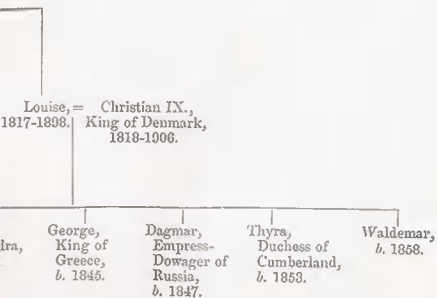 Louise, = Christian IX.,
1817-1898. King of Denmark,
1818-1906.
George,
King of
Greece,
b. 1845.
Dagmar,
Empress-
Dowager of
Russia,
b. 1847.
Thyra,
Duchess of
Cumberland,
b. 1853.
Waldemar,
b. 1858.